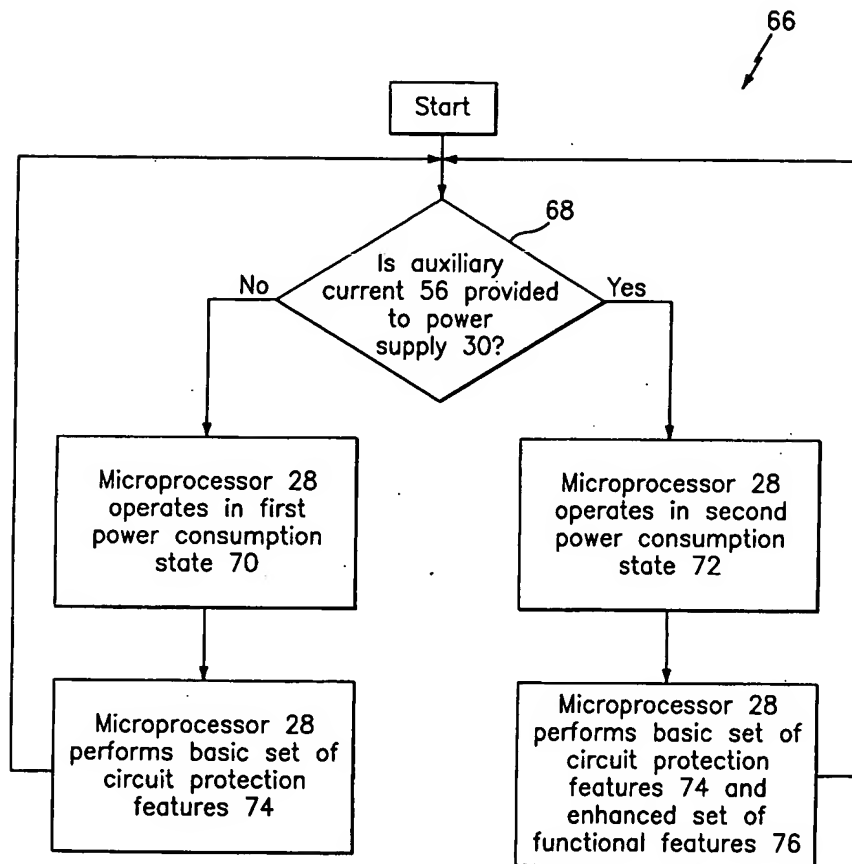 66
Start
68
Is auxiliary
current 56 provided
to power
supply 30?
No
Yes
Microprocessor 28
operates in first
power consumption
state 70
Microprocessor 28
operates in second
power consumption
state 72
Microprocessor 28
performs basic set of
circuit protection
features 74
Microprocessor 28
performs basic set of
circuit protection
features 74 and
enhanced set of
functional features 76